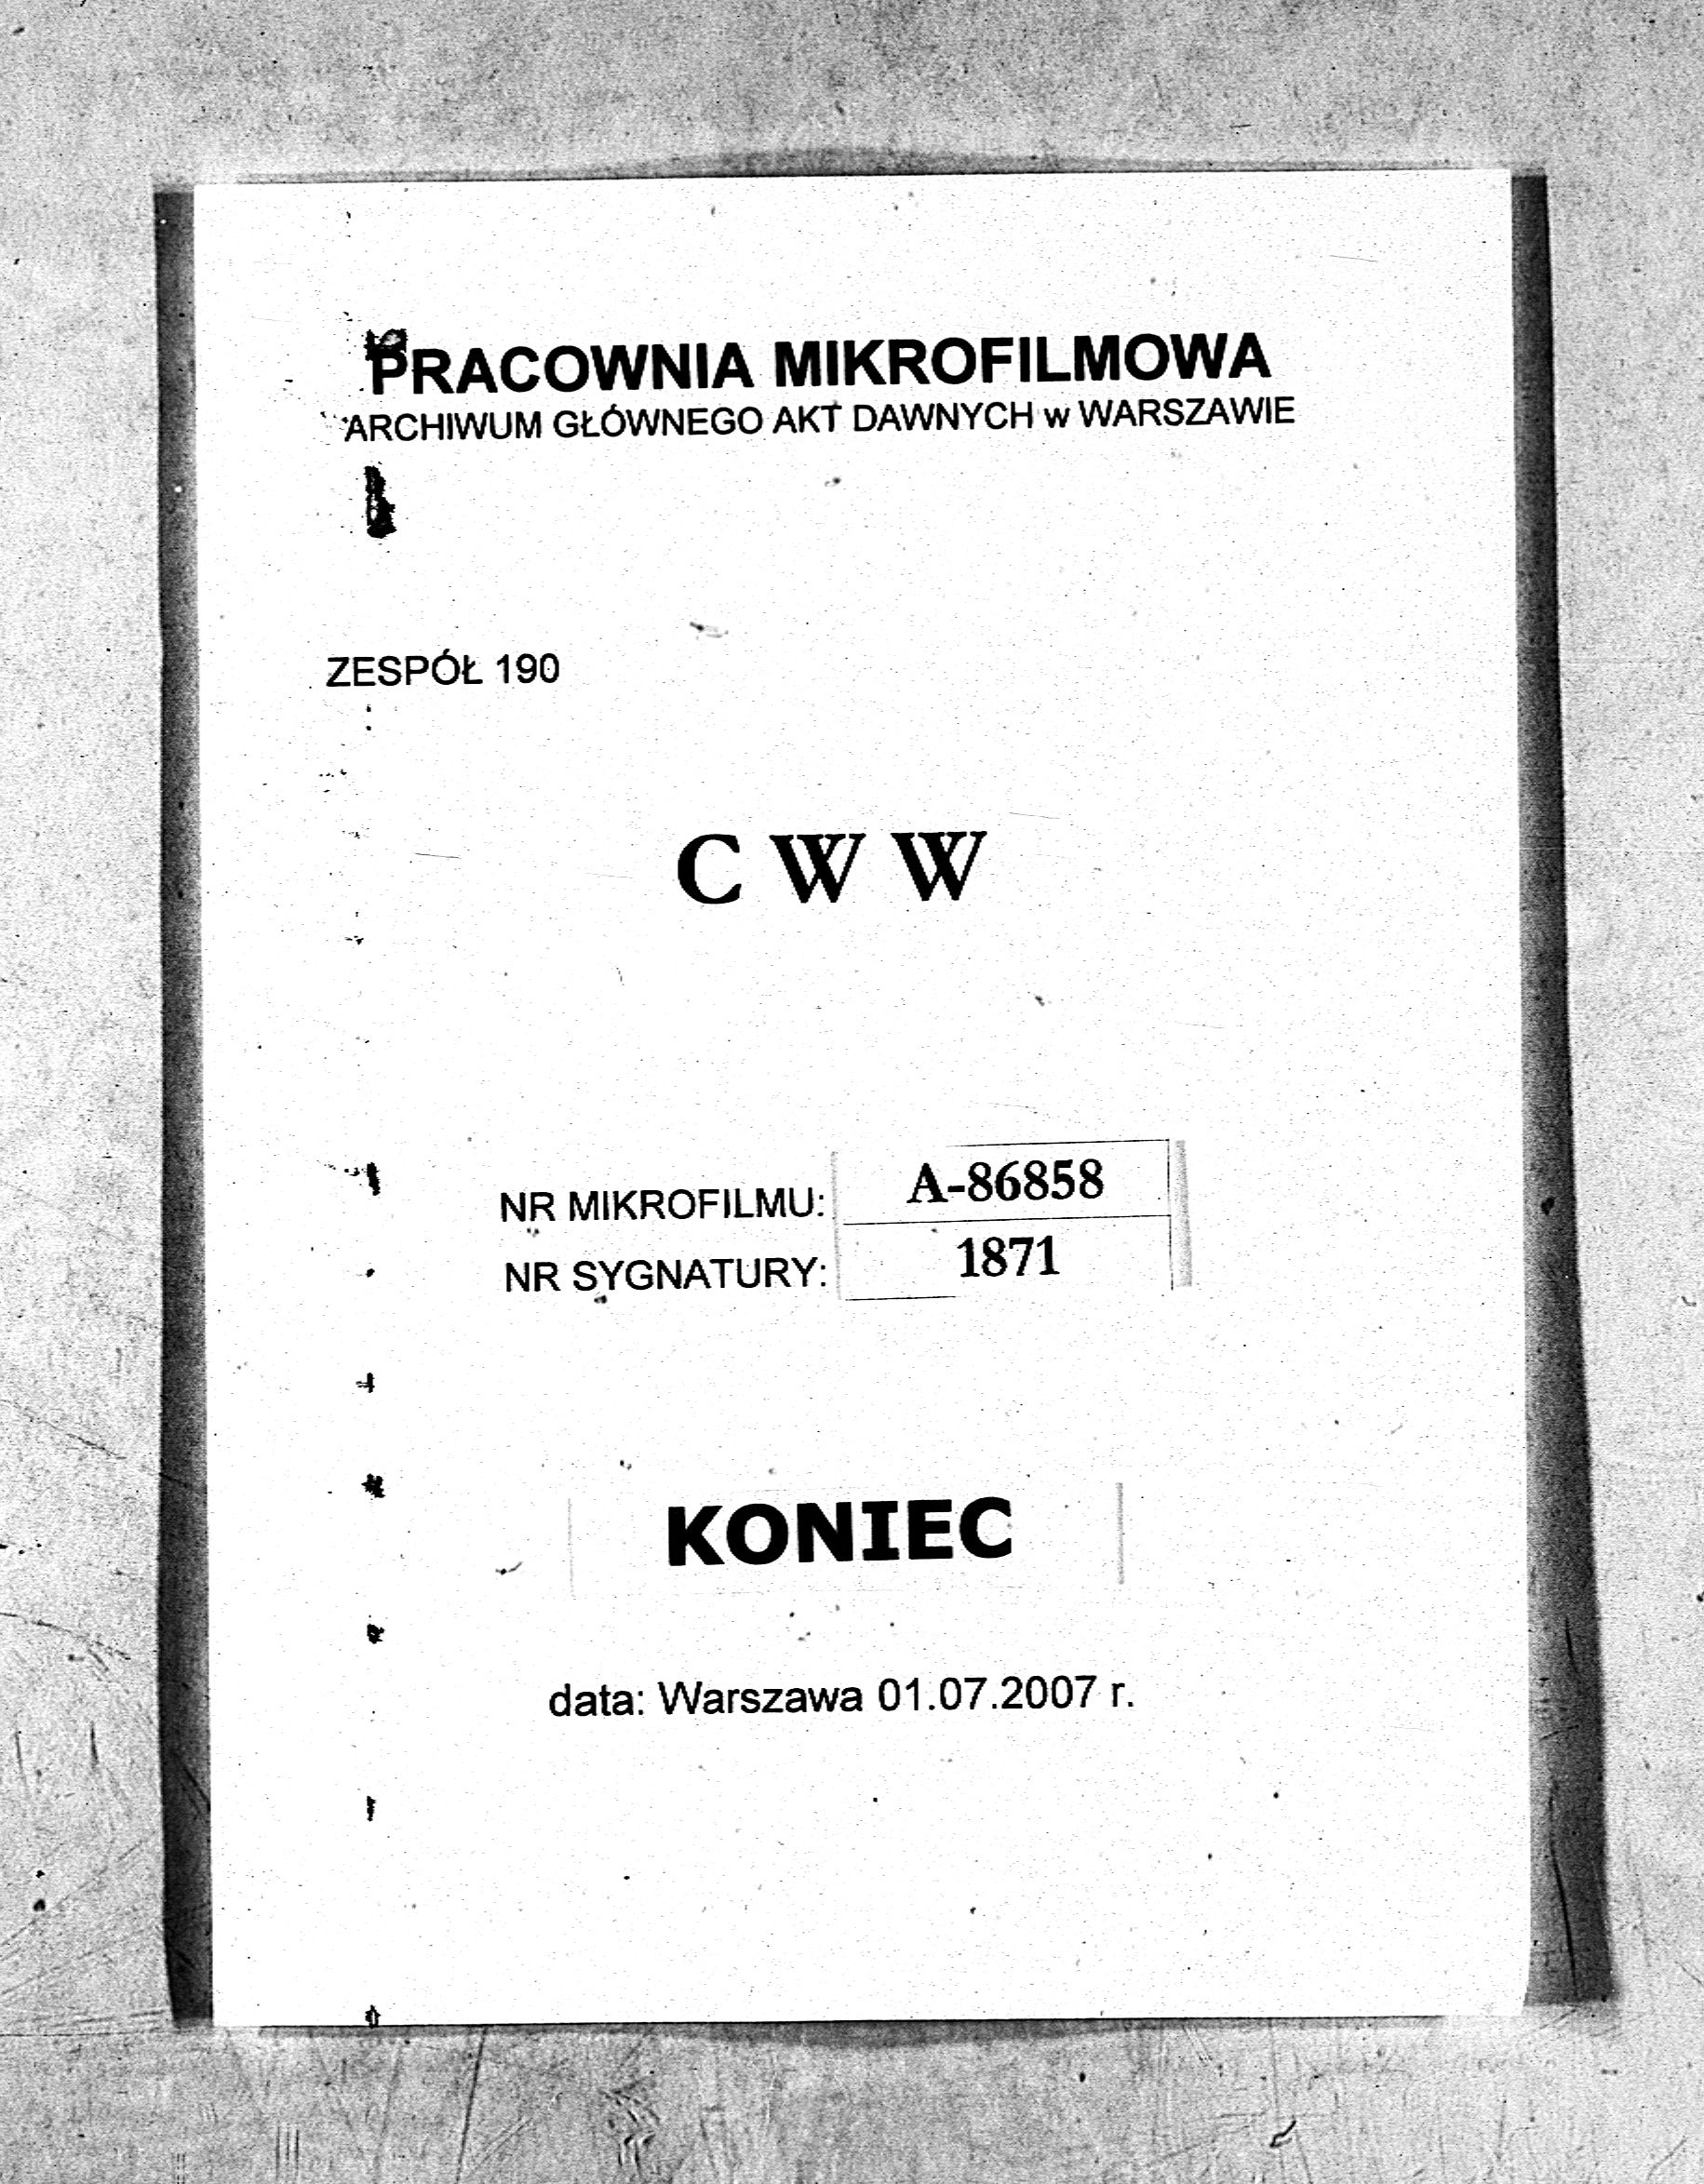 PRACOWNIA MIKROFILMOWA
ARCHIWUM GŁÓWNEGO AKT DAWNYCH w WARSZAWIE
ZESPÓŁ 190
C W W
NR MIKROFILMU: A-86858
NR SYGNATURY: 1871
KONIEC
data: Warszawa 01.07.2007 r.